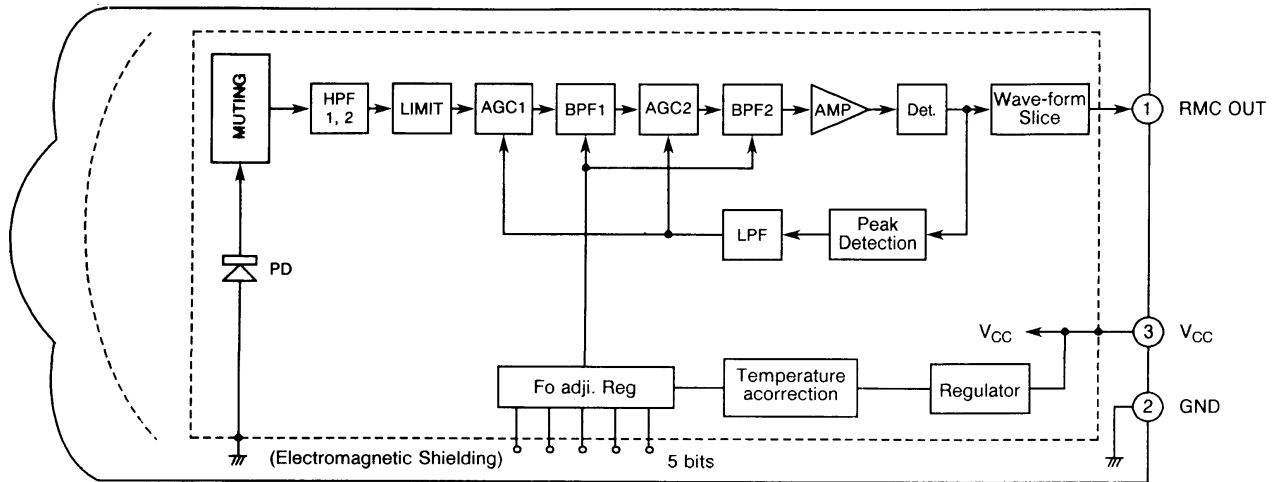 MUTING
HPF
1, 2
LIMIT
AGC1
BPF1
AGC2
BPF2
AMP
Det.
Wave-form
Slice
1
RMC OUT
LPF
Peak
Detection
PD
VCC
3
VCC
Fo adj. Reg
Temperature
acorrection
Regulator
2
GND
(Electromagnetic Shielding)
5 bits